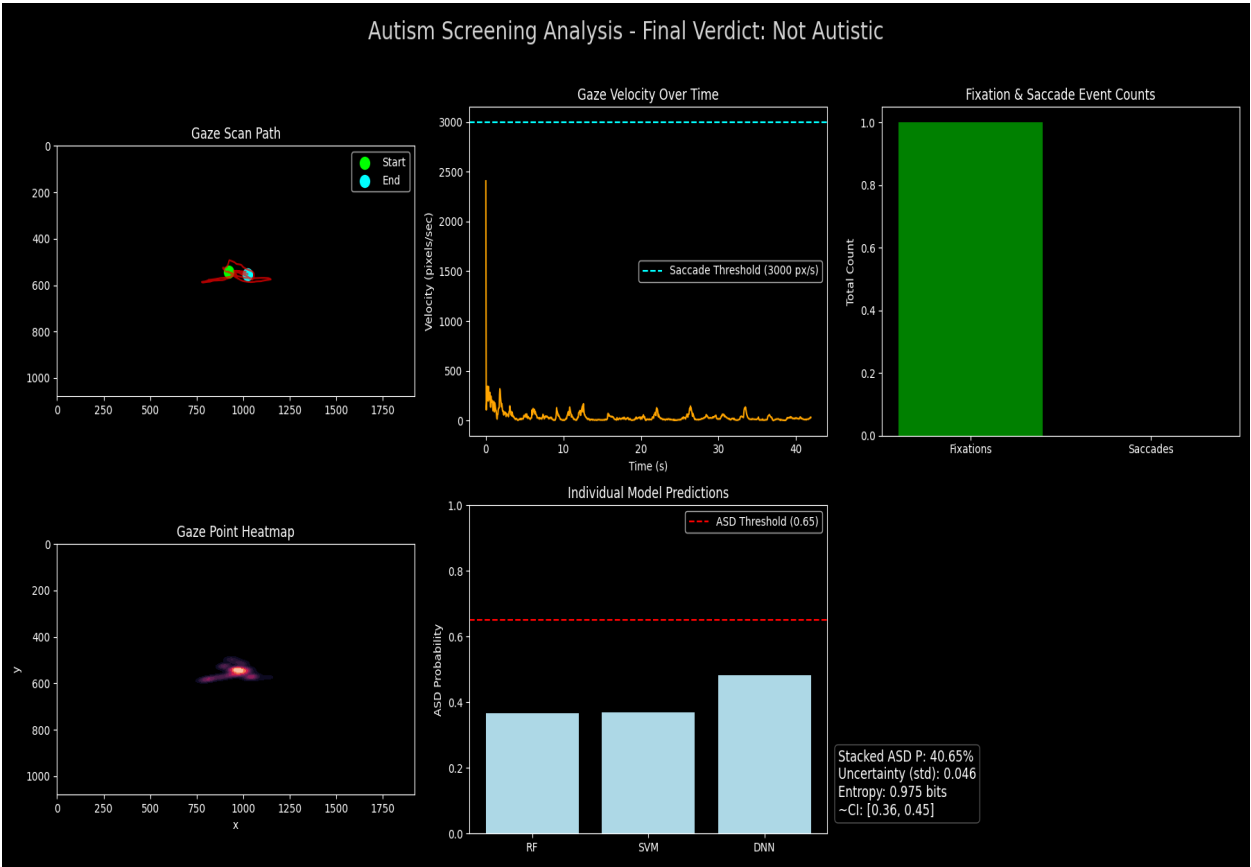 Autism Screening Analysis - Final Verdict: Not Autistic
Gaze Scan Path
0
200
400
600
800
1000
0 250 500 750 1000 1250 1500 1750
Start
End
Gaze Velocity Over Time
Velocity (pixels/sec)
3000
2500
2000
1500
1000
500
0
Saccade Threshold (3000 px/s)
0 10 20 30 40
Time (s)
Fixation & Saccade Event Counts
Total Count
1.0
0.8
0.6
0.4
0.2
0.0
Fixations Saccades
Gaze Point Heatmap
y
0
200
400
600
800
1000
0 250 500 750 1000 1250 1500 1750
x
Individual Model Predictions
ASD Probability
1.0
0.8
0.6
0.4
0.2
0.0
ASD Threshold (0.65)
RF SVM DNN
Stacked ASD P: 40.65%
Uncertainty (std): 0.046
Entropy: 0.975 bits
~CI: [0.36, 0.45]